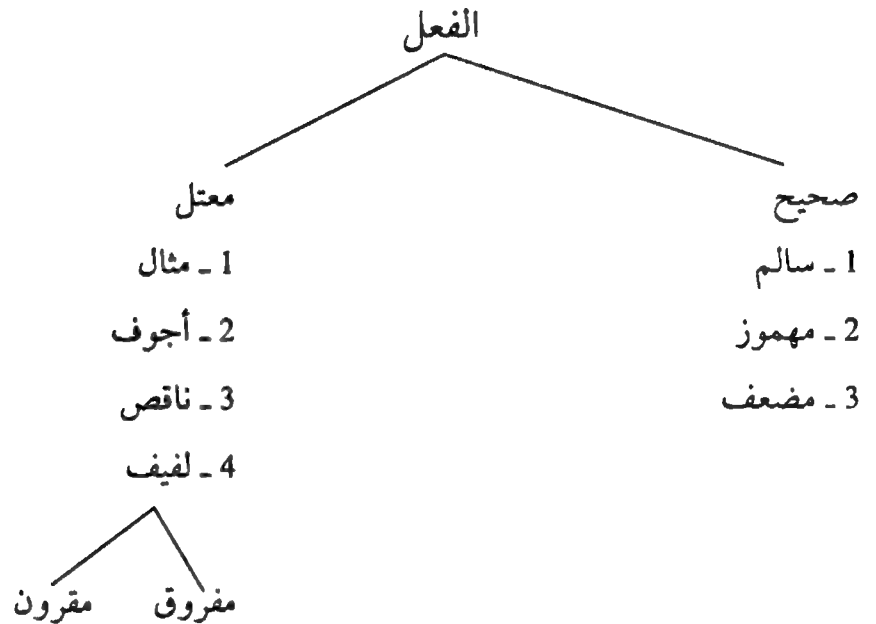 الفعل
صحيح معتل
1 ـ سالم 1 ـ مثال
2 ـ مهموز 2 ـ أجوف
3 ـ مضعف 3 ـ ناقص
4 ـ لفيف
مفروق مقرون